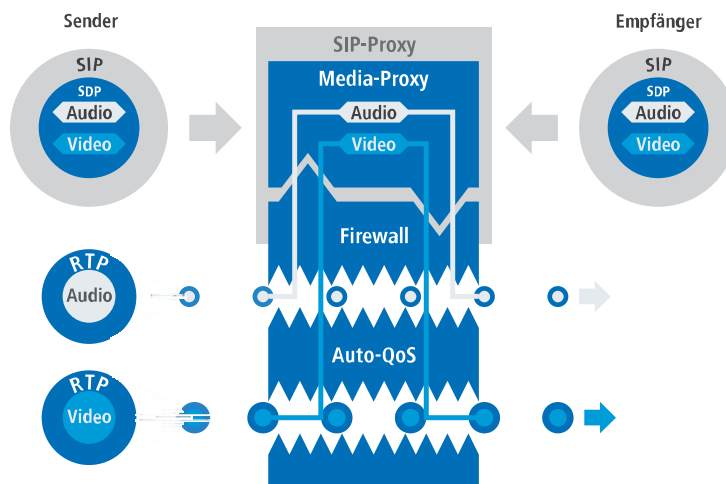 Sender
Empfänger
SIP
SDP
Audio
Video
SIP-Proxy
Media-Proxy
Audio
Video
SIP
SDP
Audio
Video
Firewall
RTP
Audio
Auto-QoS
RTP
Video